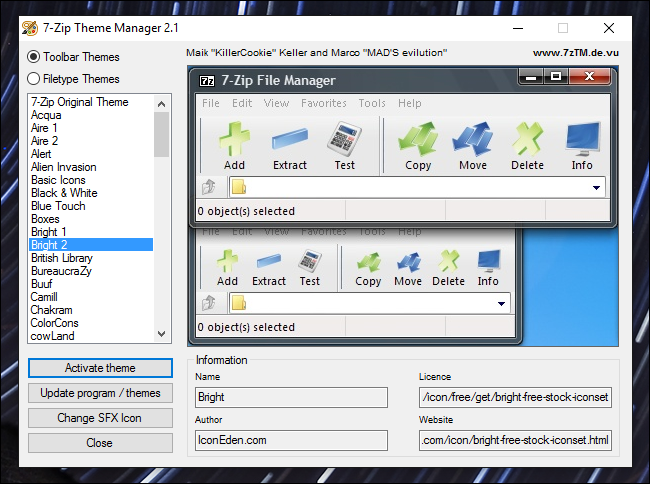 7-Zip Theme Manager 2.1
Toolbar Themes
Filetype Themes
Maik "KillerCookie" Keller and Marco "MAD'S evilution"
www.7zTM.de.vu
7-Zip Original Theme
Acqua
Aire 1
Aire 2
Alert
Alien Invasion
Basic Icons
Black & White
Blue Touch
Boxes
Bright 1
Bright 2
British Library
BureaucraZy
Buuf
Camill
Chakram
ColorCons
cowLand
7z 7-Zip File Manager
File Edit View Favorites Tools Help
Add Extract Test Copy Move Delete Info
0 object(s) selected
File Edit View Favorites Tools Help
Add Extract Test Copy Move Delete Info
0 object(s) selected
Activate theme
Update program / themes
Change SFX Icon
Close
Information
Name
Bright
Licence
/icon/free/get/bright-free-stock-iconset
Author
IconEden.com
Website
.com/icon/bright-free-stock-iconset.html